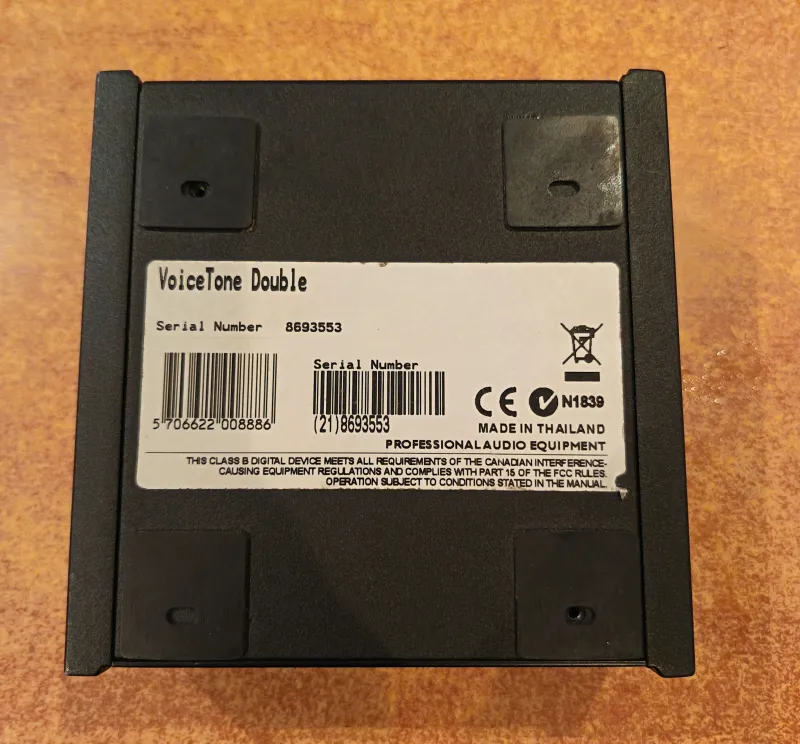 VoiceTone Double
Serial Number 8693553
Serial Number
5 706622 008886
(21)8693553
CE N1839
MADE IN THAILAND
PROFESSIONAL AUDIO EQUIPMENT
THIS CLASS B DIGITAL DEVICE MEETS ALL REQUIREMENTS OF THE CANADIAN INTERFERENCE-
CAUSING EQUIPMENT REGULATIONS AND COMPLIES WITH PART 15 OF THE FCC RULES.
OPERATION SUBJECT TO CONDITIONS STATED IN THE MANUAL.